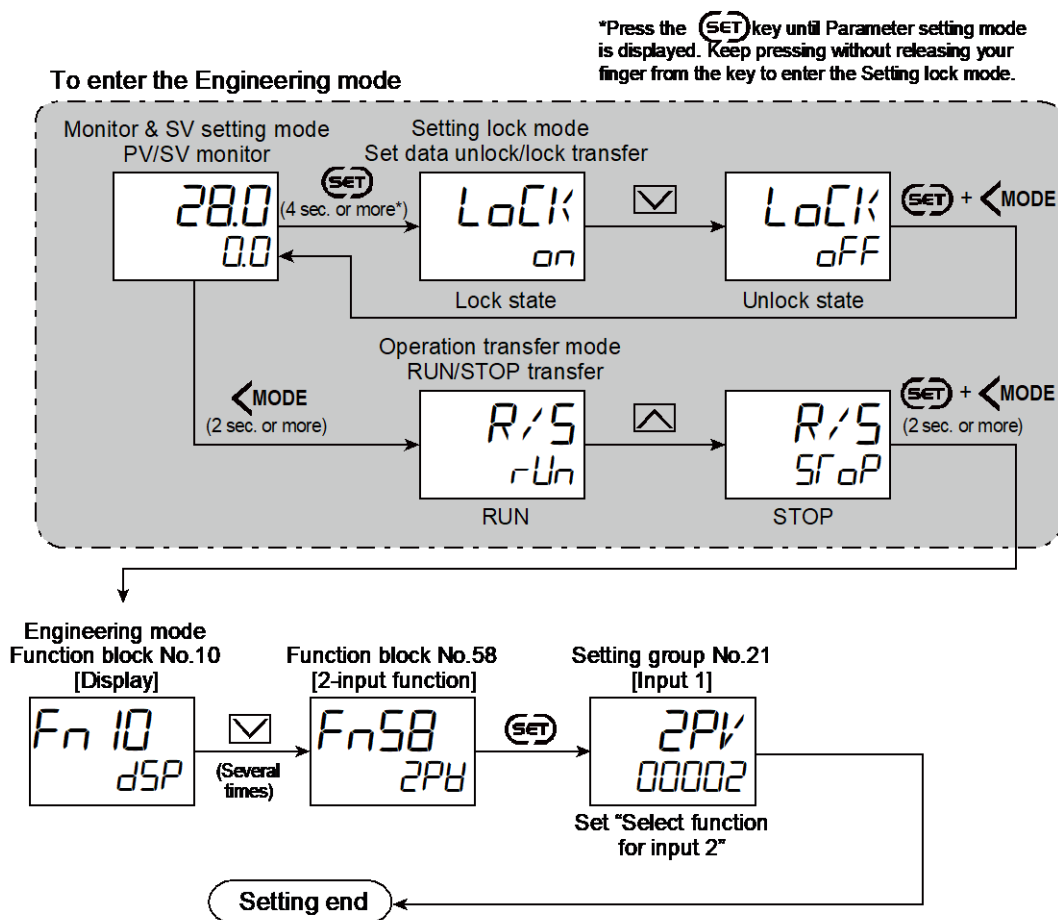 *Press the SET key until Parameter setting mode
is displayed. Keep pressing without releasing your
finger from the key to enter the Setting lock mode.
To enter the Engineering mode
Monitor & SV setting mode
PV/SV monitor
28.0
0.0
SET
(4 sec. or more*)
Setting lock mode
Set data unlock/lock transfer
LoCK
on
Lock state
LoCK
oFF
Unlock state
SET + <MODE
<MODE
(2 sec. or more)
Operation transfer mode
RUN/STOP transfer
R/S
rUn
RUN
R/S
SToP
STOP
SET + <MODE
(2 sec. or more)
Engineering mode
Function block No.10
[Display]
Fn 10
dSP
(Several
times)
Function block No.58
[2-input function]
Fn58
2PV
SET
Setting group No.21
[Input 1]
2PV
00002
Set "Select function
for input 2"
Setting end